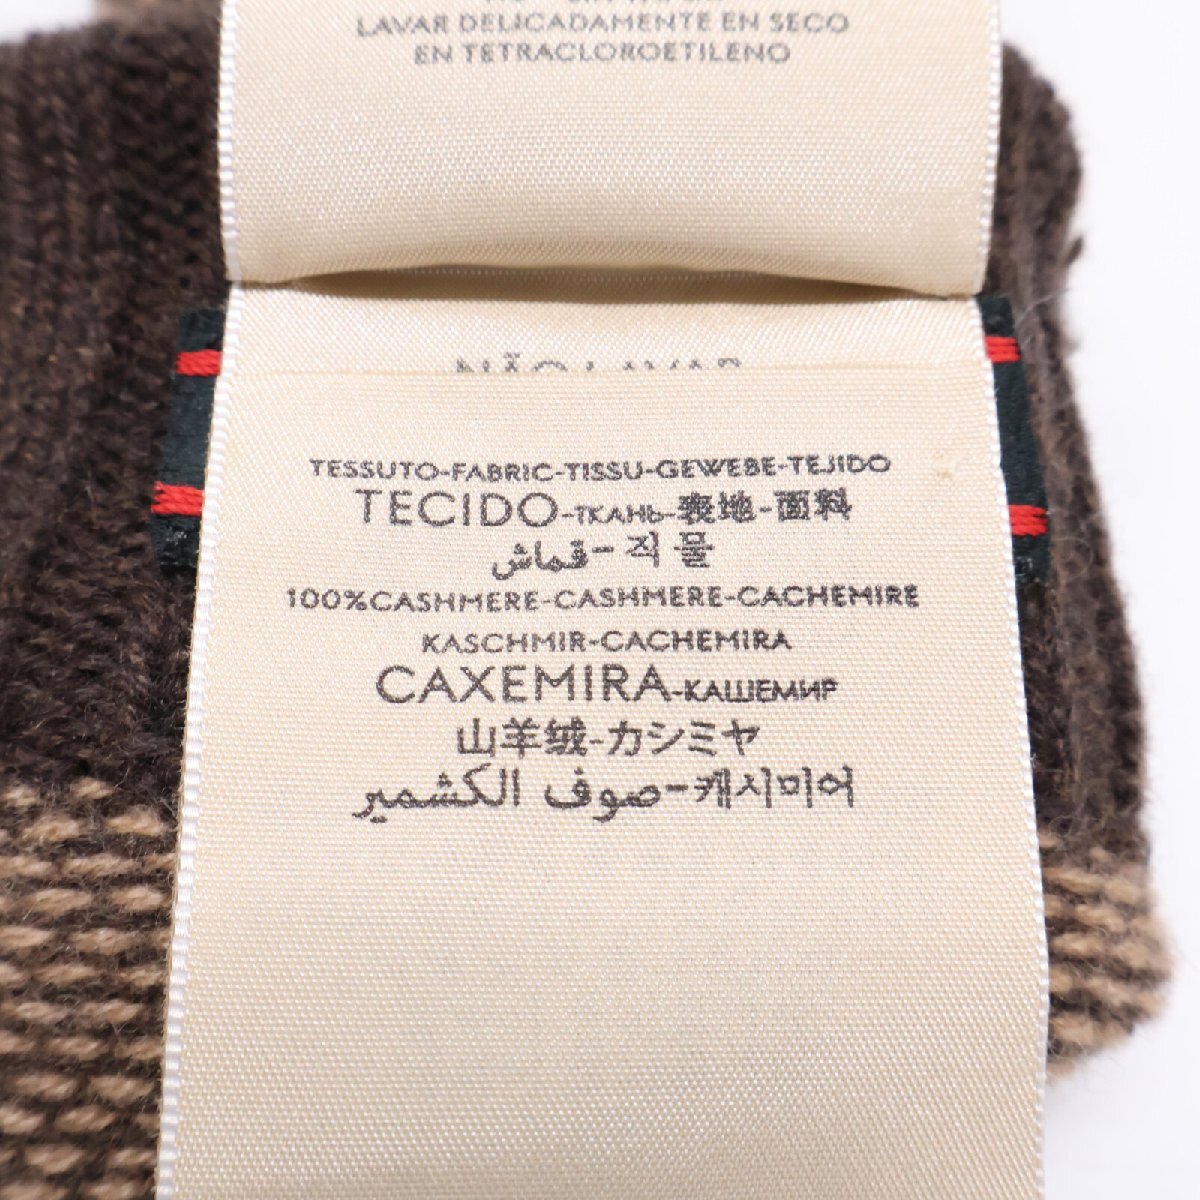 LAVAR DELICADAMENTE EN SECO
EN TETRACLOROETILENO
NÃO LAVAR
TESSUTO-FABRIC-TISSU-GEWEBE-TEJIDO
TECIDO-ТКАНЬ-表地-面料
قماش-직물
100%CASHMERE-CASHMERE-CACHEMIRE
KASCHMIR-CACHEMIRA
CAXEMIRA-КАШЕМИР
山羊绒-カシミヤ
صوف الكشمير-캐시미어